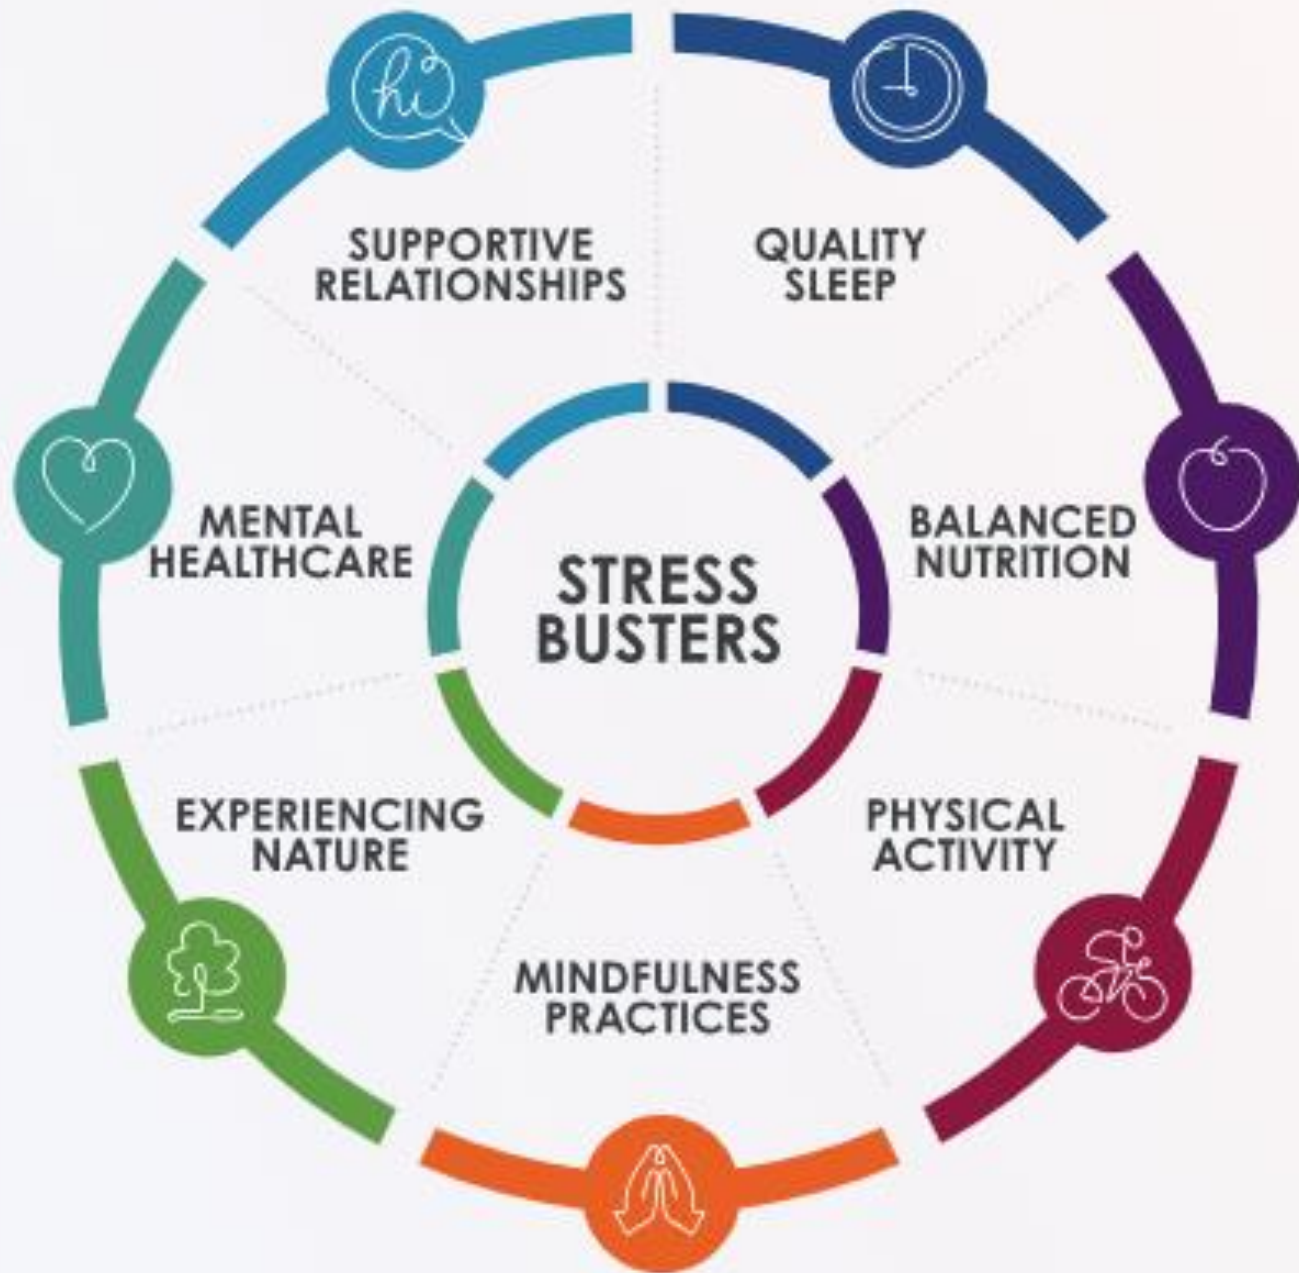 hi
SUPPORTIVE
RELATIONSHIPS
QUALITY
SLEEP
MENTAL
HEALTHCARE
STRESS
BUSTERS
BALANCED
NUTRITION
EXPERIENCING
NATURE
PHYSICAL
ACTIVITY
MINDFULNESS
PRACTICES